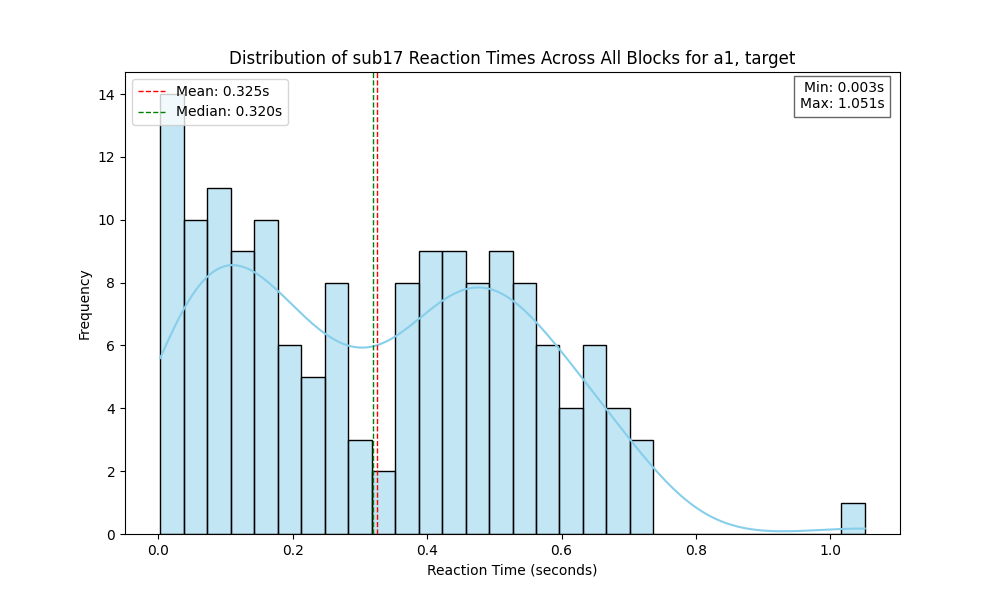 Distribution of sub17 Reaction Times Across All Blocks for a1, target
Mean: 0.325s
Median: 0.320s
Min: 0.003s
Max: 1.051s
Frequency
14
12
10
8
6
4
2
0
0.0 0.2 0.4 0.6 0.8 1.0
Reaction Time (seconds)